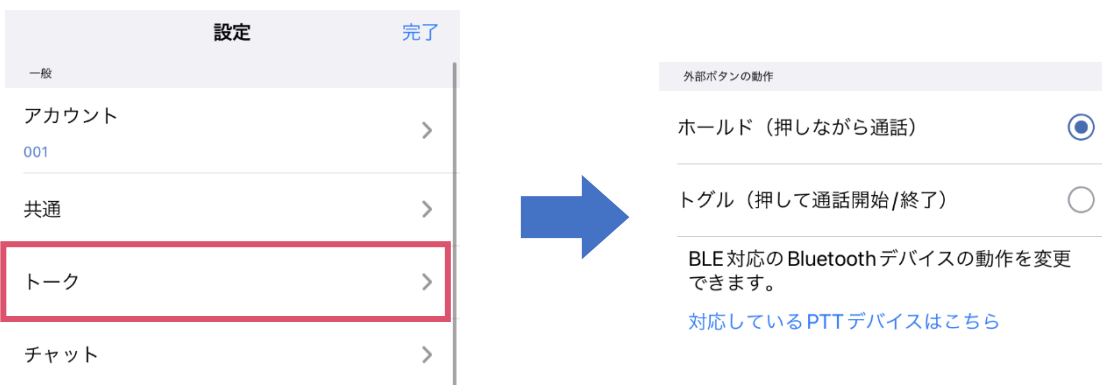 設定
完了
一般
アカウント
001
共通
トーク
チャット
外部ボタンの動作
ホールド（押しながら通話）
トグル（押して通話開始/終了）
BLE対応のBluetoothデバイスの動作を変更
できます。
対応しているPTTデバイスはこちら